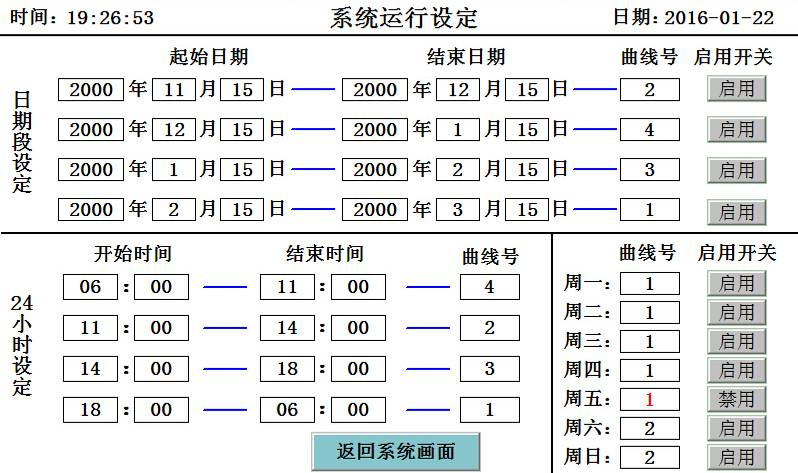 时间：19:26:53 系统运行设定 日期：2016-01-22
起始日期 结束日期 曲线号 启用开关
日期段设定
2000 年 11 月 15 日 2000 年 12 月 15 日 2 启用
2000 年 12 月 15 日 2000 年 1 月 15 日 4 启用
2000 年 1 月 15 日 2000 年 2 月 15 日 3 启用
2000 年 2 月 15 日 2000 年 3 月 15 日 1 启用
24小时设定
开始时间 结束时间 曲线号
06 : 00 11 : 00 4
11 : 00 14 : 00 2
14 : 00 18 : 00 3
18 : 00 06 : 00 1
返回系统画面
曲线号 启用开关
周一： 1 启用
周二： 1 启用
周三： 1 启用
周四： 1 启用
周五： 1 禁用
周六： 2 启用
周日： 2 启用